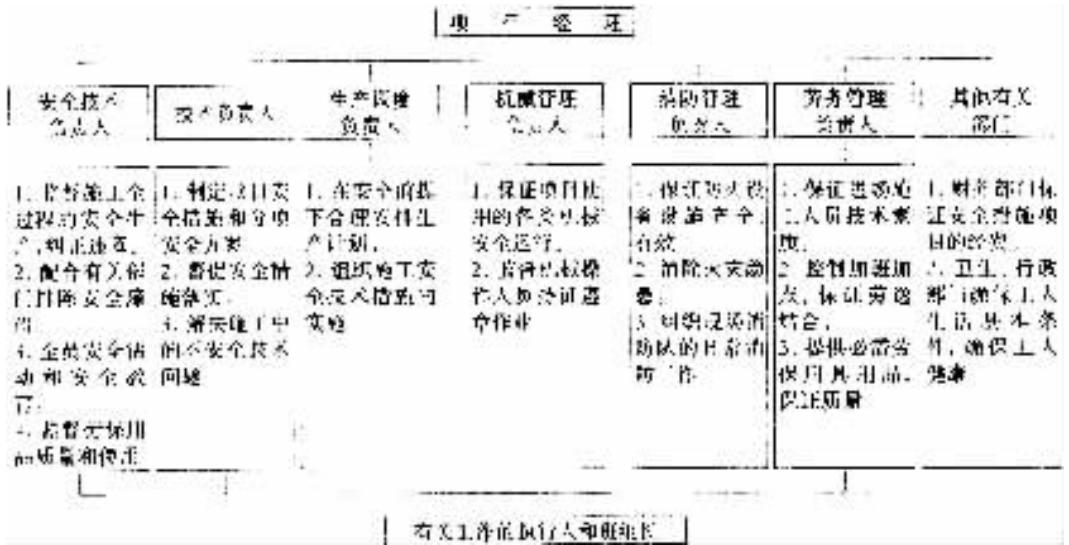 项目经理
安全技术
负责人
技术负责人
生产调度
负责人
机械管理
负责人
消防管理
负责人
劳务管理
负责人
其他有关
部门
1. 监督施工全
过程的安全生
产,纠正违章。
2. 配合有关部
门排除安全障
碍
3. 全员安全活
动和安全教
育。
4. 监督劳保用
品质量和使用
1. 制定项目安
全措施和分项
安全方案
2. 督促安全措
施落实。
3. 解决施工中
的不安全技术
问题
1. 在安全前提
下合理安排生
产计划。
2. 组织施工安
全技术措施的
实施
1. 保证项目使
用的各类机械
安全运行。
2. 监督机械操
作人员持证遵
章作业
1. 保证防火设
备设施齐全、
有效
2. 消除火灾隐
患。
3. 组织现场消
防队的日常消
防工作
1. 保证进场施
工人员技术素
质。
2. 控制加班加
点,保证劳逸
结合。
3. 提供必需劳
保用具用品,
保证质量
1. 财务部门保
证安全措施项
目的经费。
2. 卫生、行政
部门确保工人
生活基本条
件,确保工人
健康
有关工作的执行人和班组长